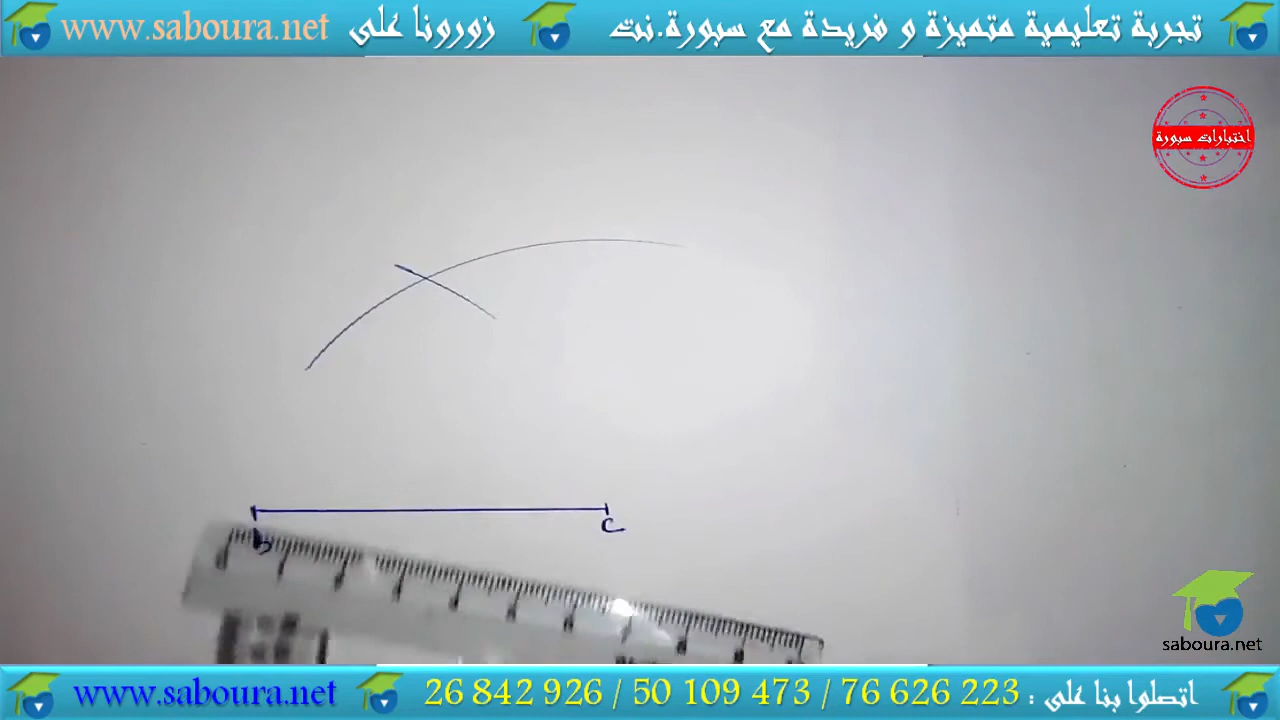 تجربة تعليمية متميزة و فريدة مع سبورة.نت زورونا على www.saboura.net
اختبارات سبورة
c
b
saboura.net
اتصلوا بنا على : 26 842 926 / 50 109 473 / 76 626 223 www.saboura.net